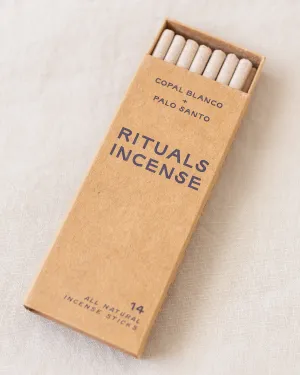 COPAL BLANCO
+
PALO SANTO
RITUALS
INCENSE
14
ALL NATURAL
INCENSE STICKS